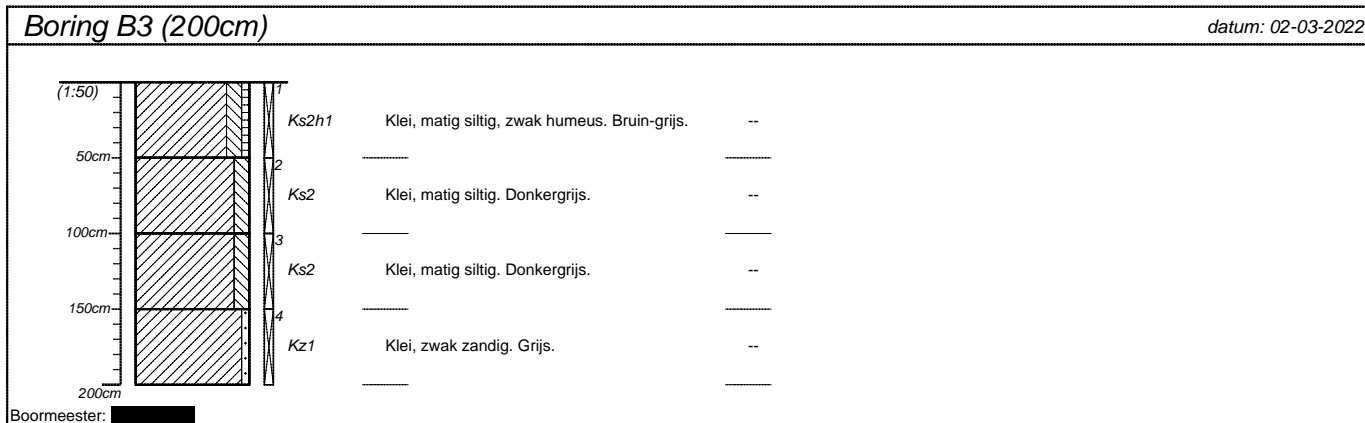 Boring B3 (200cm) datum: 02-03-2022
(1:50) 1
Ks2h1 Klei, matig siltig, zwak humeus. Bruin-grijs. --
50cm
2
Ks2 Klei, matig siltig. Donkergrijs. --
100cm
3
Ks2 Klei, matig siltig. Donkergrijs. --
150cm
4
Kz1 Klei, zwak zandig. Grijs. --
200cm
Boormeester: